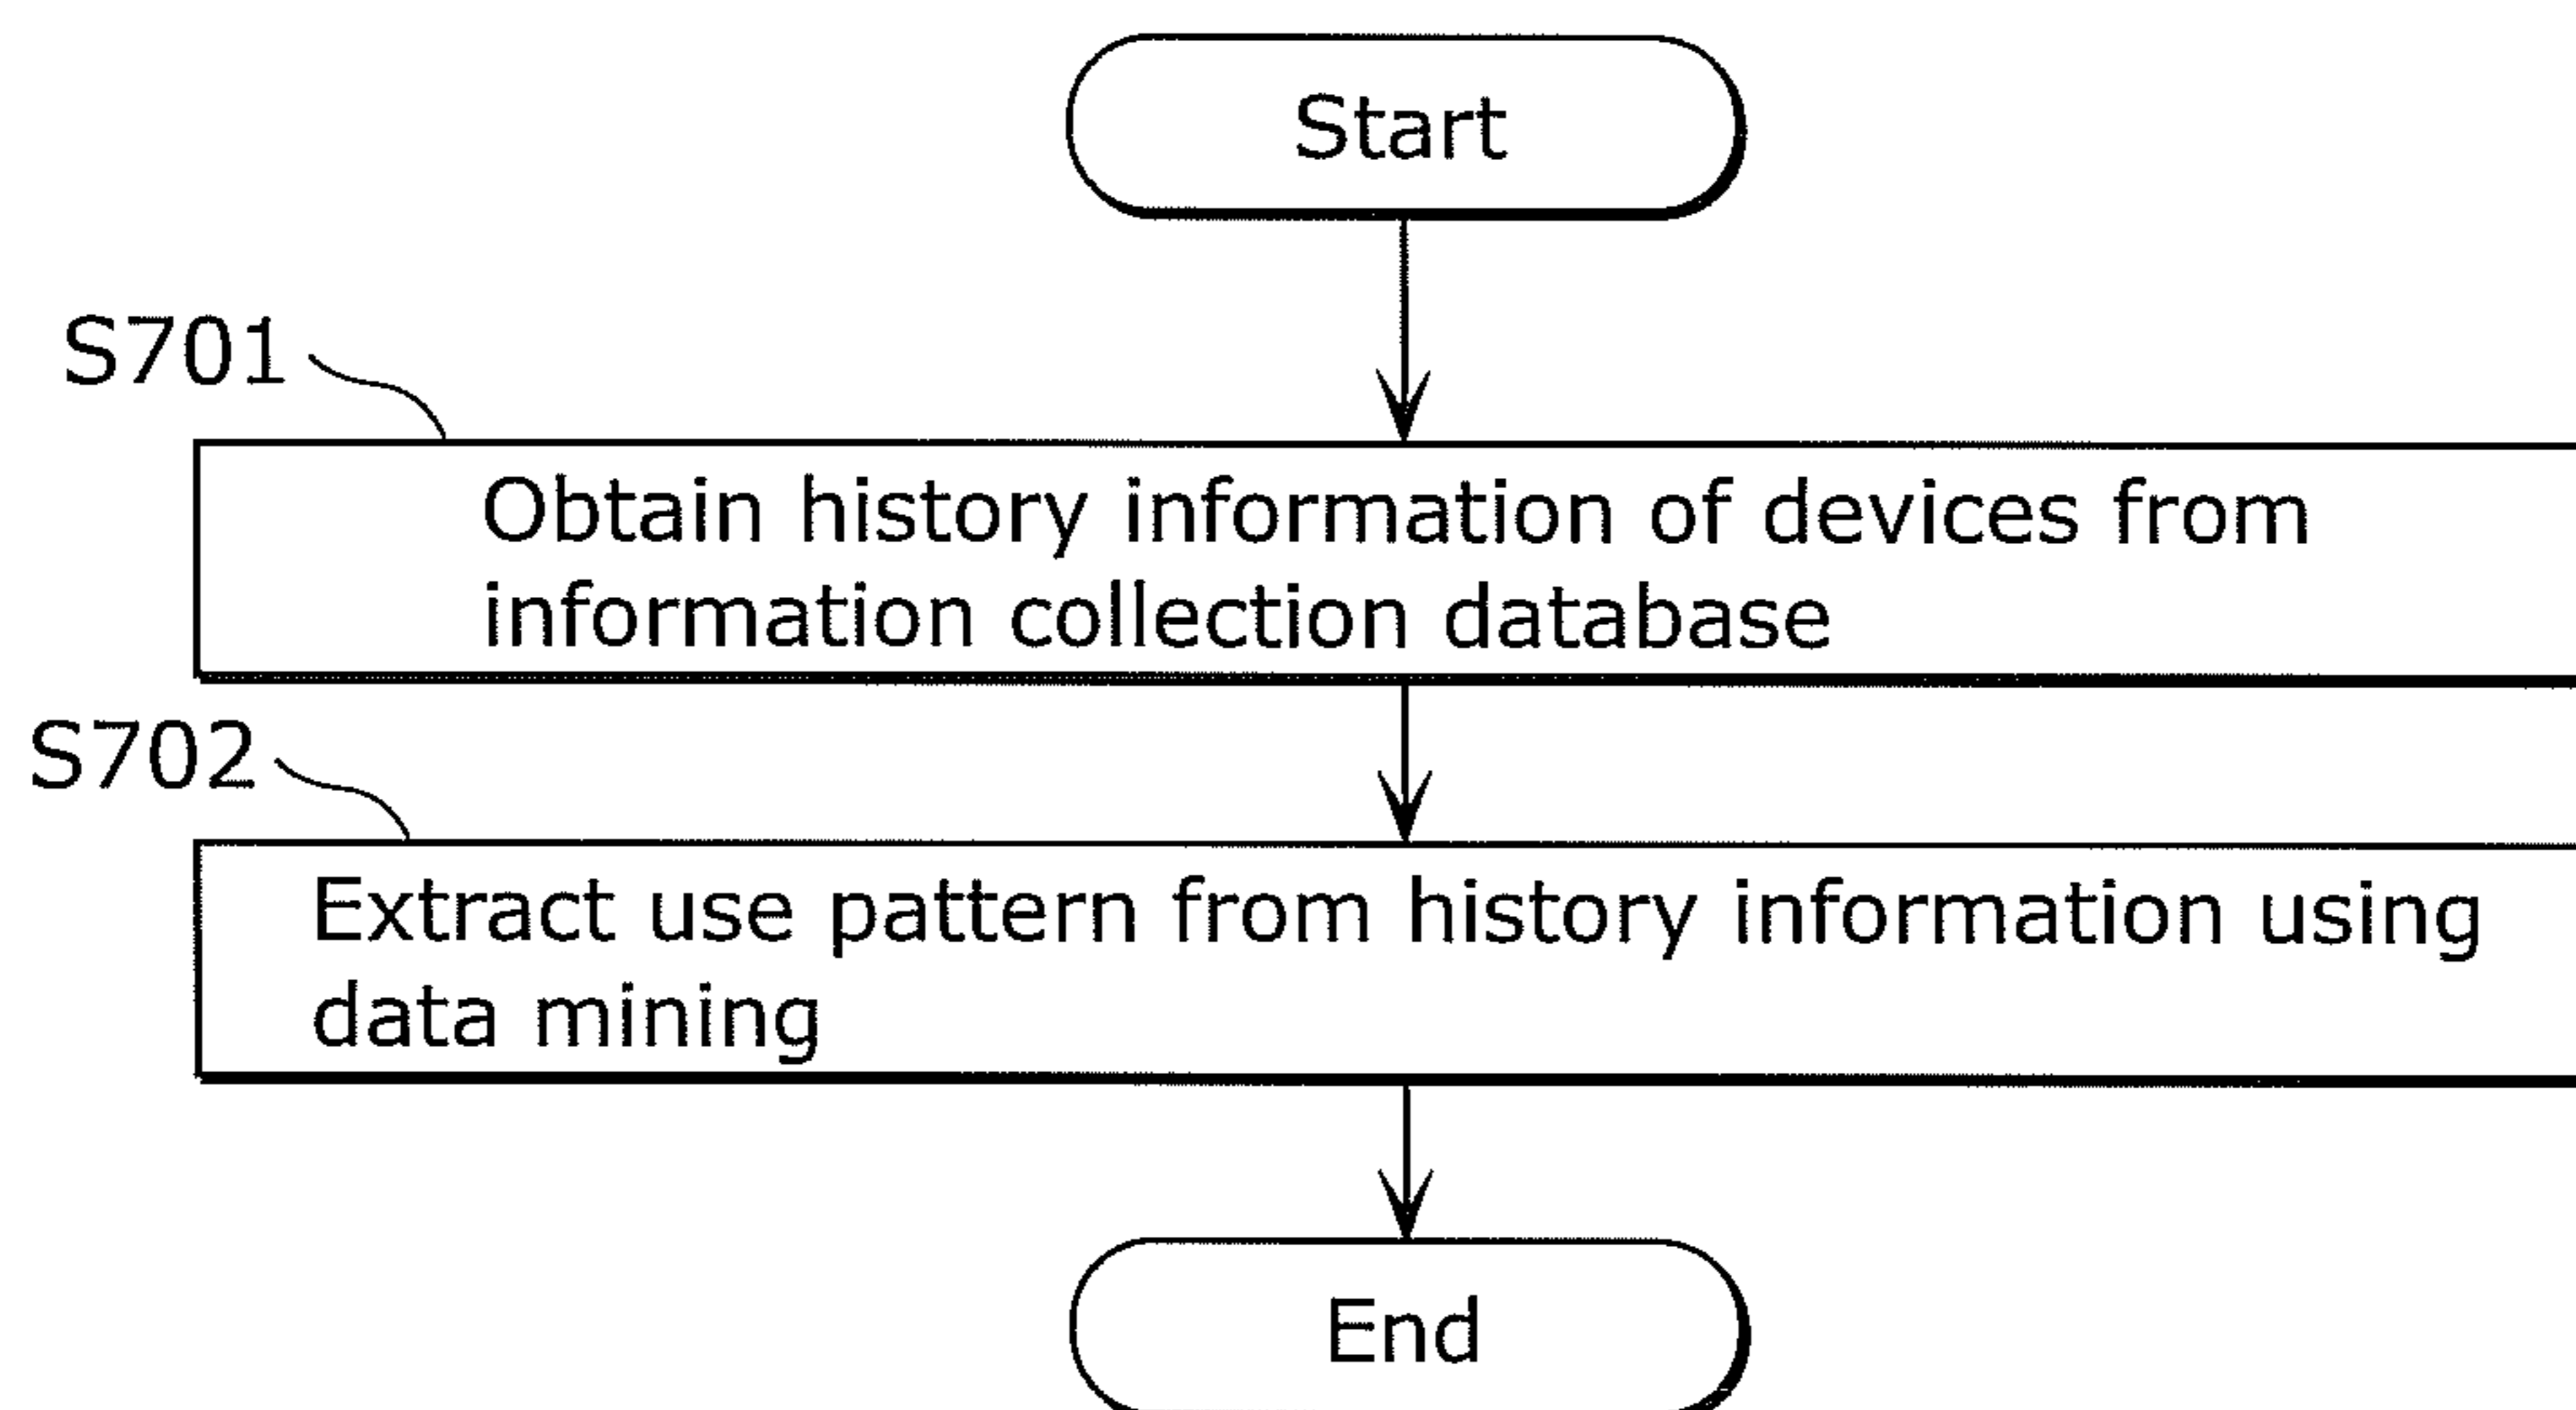 Start
S701
Obtain history information of devices from
information collection database
S702
Extract use pattern from history information using
data mining
End